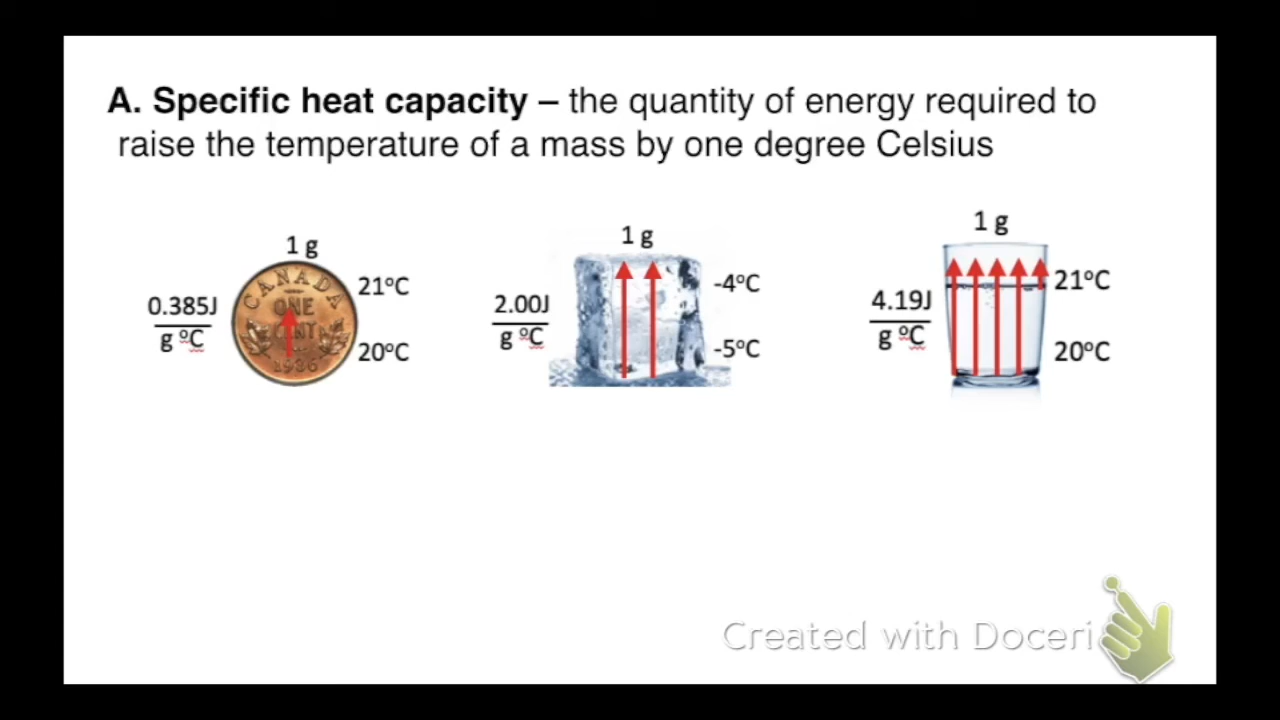 A. Specific heat capacity – the quantity of energy required to
raise the temperature of a mass by one degree Celsius
1 g
0.385J
g ºC
CANADA
ONE
CENT
1936
21ºC
20ºC
1 g
2.00J
g ºC
-4ºC
-5ºC
1 g
4.19J
g ºC
21ºC
20ºC
Created with Doceri